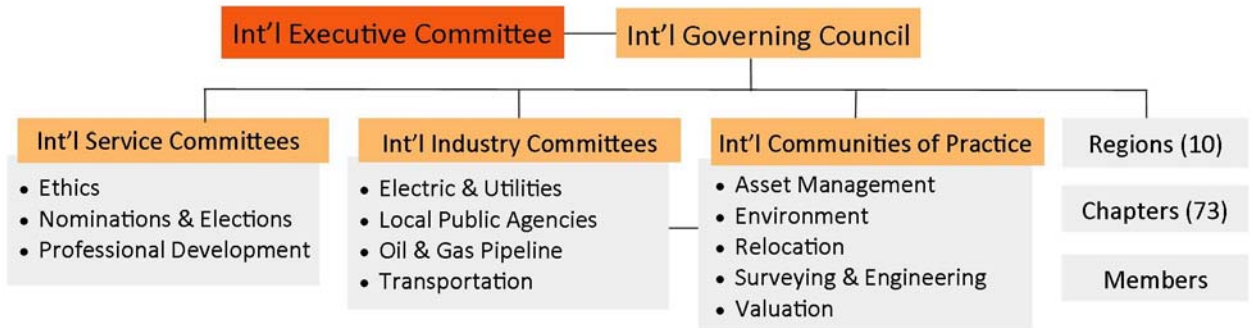 Int'l Executive Committee
Int'l Governing Council
Int'l Service Committees
• Ethics
• Nominations & Elections
• Professional Development
Int'l Industry Committees
• Electric & Utilities
• Local Public Agencies
• Oil & Gas Pipeline
• Transportation
Int'l Communities of Practice
• Asset Management
• Environment
• Relocation
• Surveying & Engineering
• Valuation
Regions (10)
Chapters (73)
Members